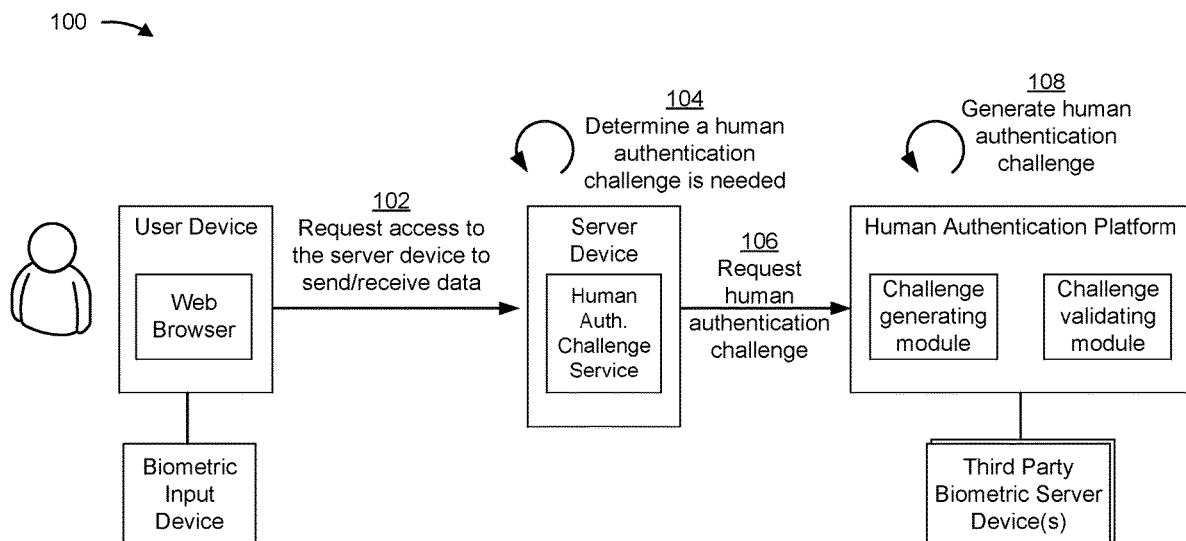 100
108
Generate human
authentication
challenge
104
Determine a human
authentication
challenge is needed
102
Request access to
the server device to
send/receive data
User Device
Web
Browser
Biometric
Input
Device
Server
Device
Human
Auth.
Challenge
Service
106
Request
human
authentication
challenge
Human Authentication Platform
Challenge
generating
module
Challenge
validating
module
Third Party
Biometric Server
Device(s)